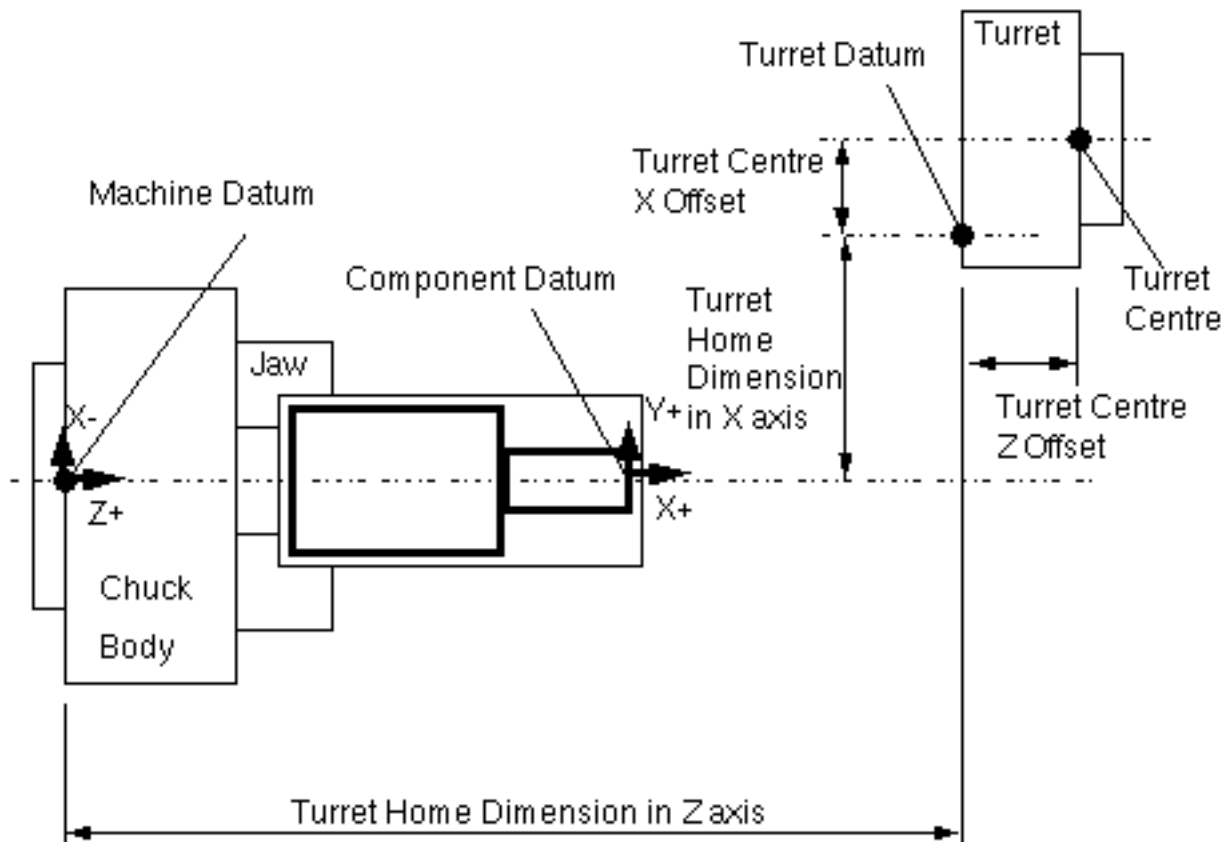 Turret
Turret Datum
Turret Centre
X Offset
Machine Datum
Component Datum
Turret
Home
Dimension
in X axis
Turret
Centre
Jaw
X-
Y+
Turret Centre
Z Offset
Z+
X+
Chuck
Body
Turret Home Dimension in Z axis